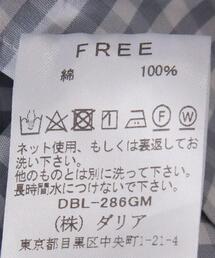 FREE
綿 100%
ネット使用、もしくは裏返してお
洗い下さい。
他のものとは別に洗って下さい。
長時間水につけないで下さい。
DBL-286GM
(株) ダリア
東京都目黒区中央町1-21-4